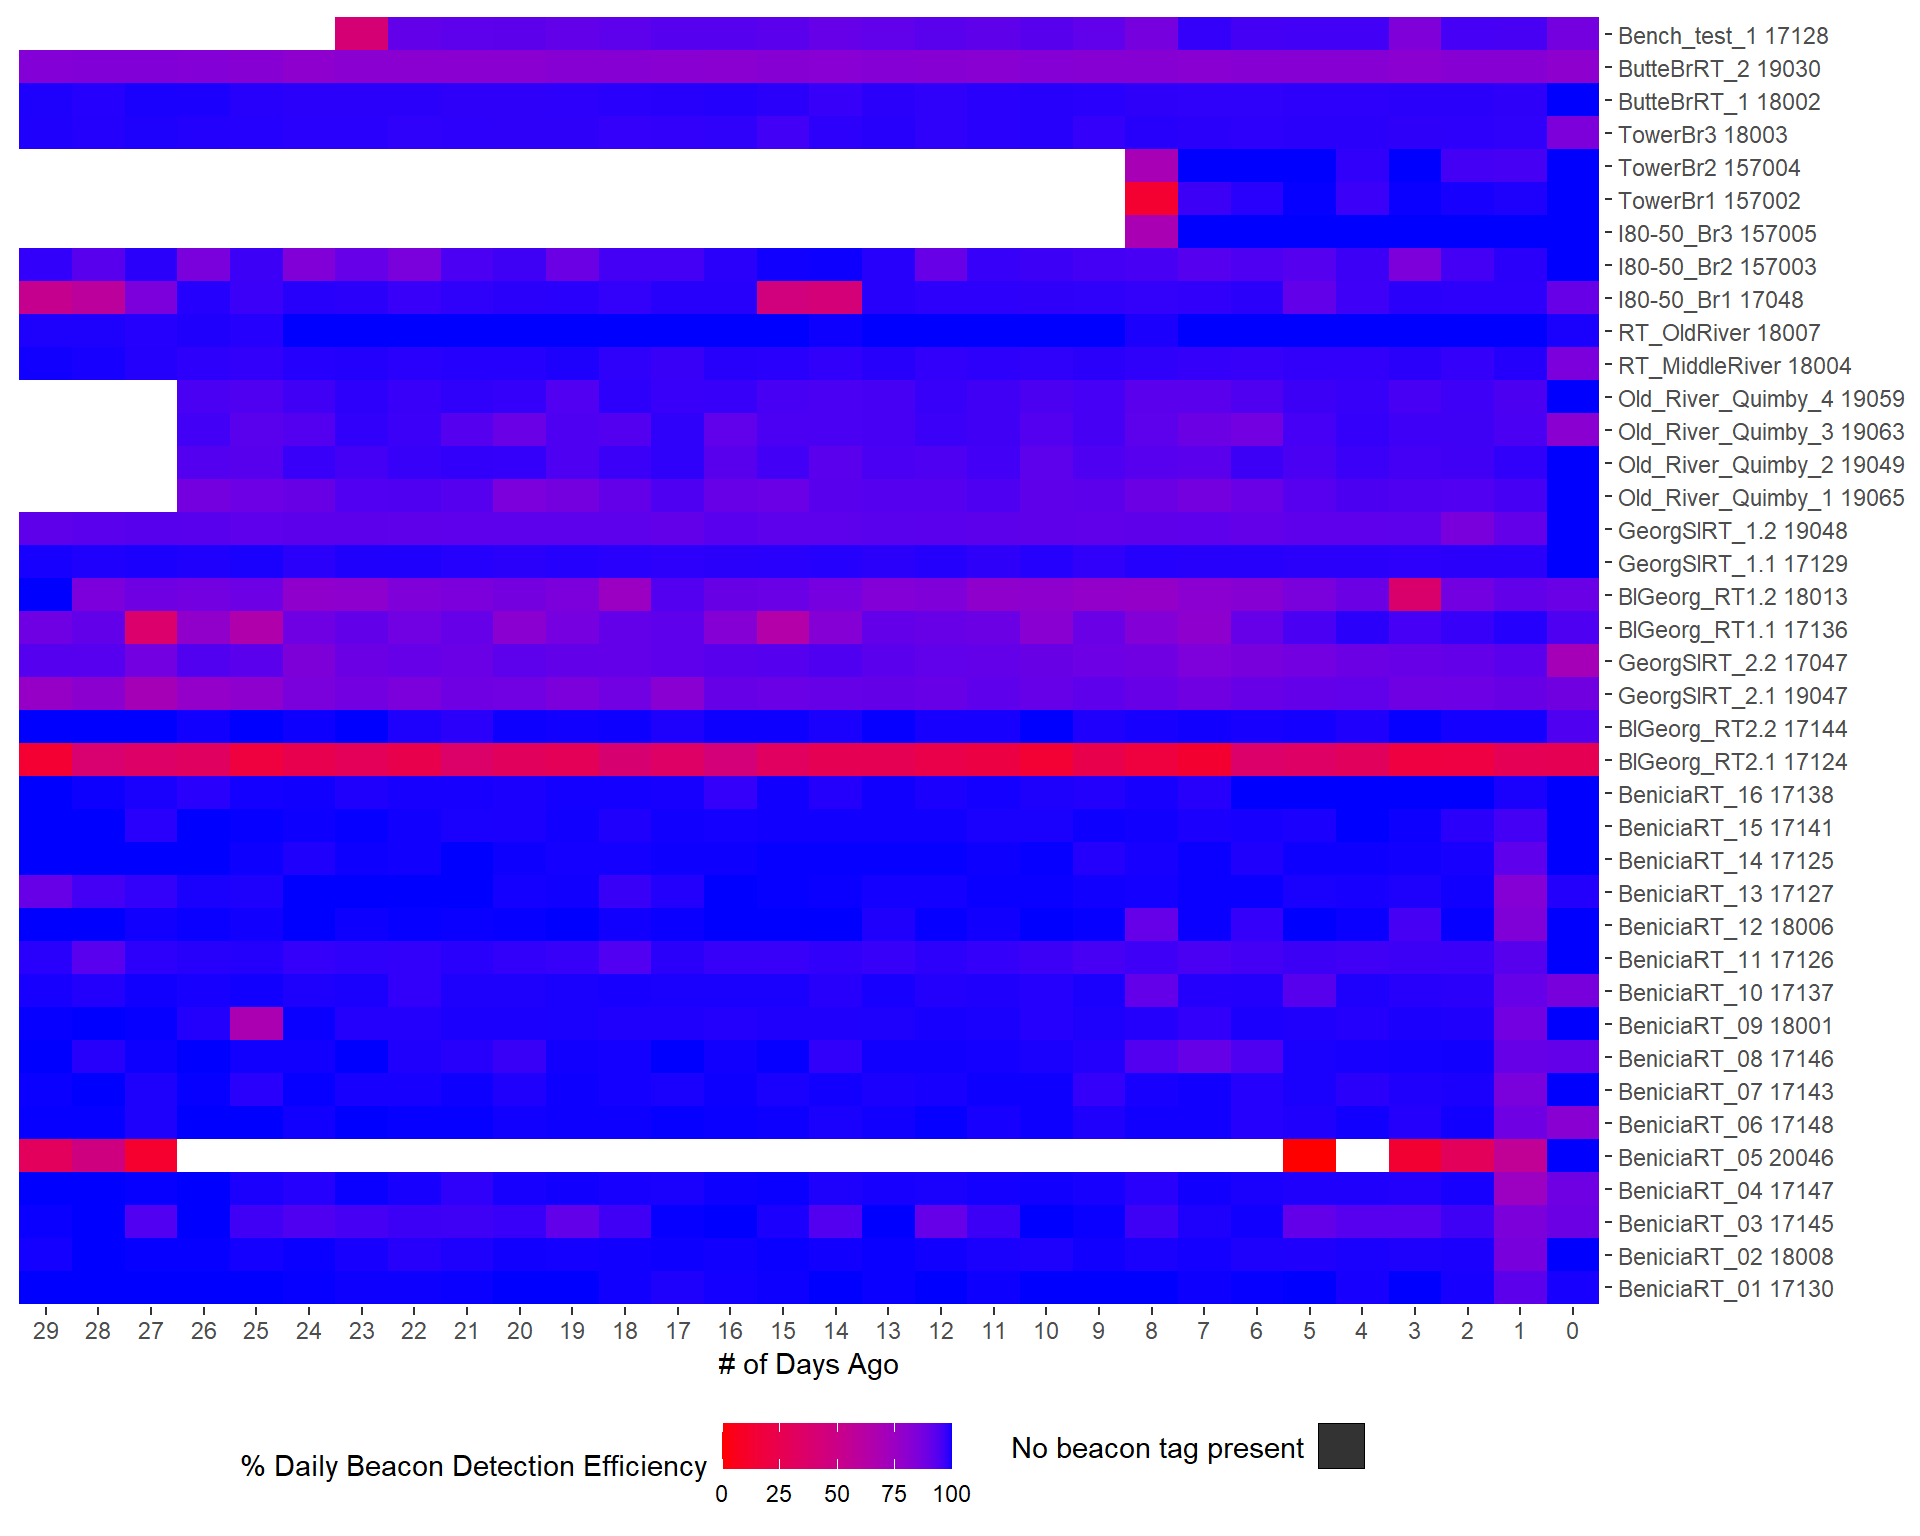 Bench_test_1 17128
ButteBrRT_2 19030
ButteBrRT_1 18002
TowerBr3 18003
TowerBr2 157004
TowerBr1 157002
I80-50_Br3 157005
I80-50_Br2 157003
I80-50_Br1 17048
RT_OldRiver 18007
RT_MiddleRiver 18004
Old_River_Quimby_4 19059
Old_River_Quimby_3 19063
Old_River_Quimby_2 19049
Old_River_Quimby_1 19065
GeorgSlRT_1.2 19048
GeorgSlRT_1.1 17129
BlGeorg_RT1.2 18013
BlGeorg_RT1.1 17136
GeorgSlRT_2.2 17047
GeorgSlRT_2.1 19047
BlGeorg_RT2.2 17144
BlGeorg_RT2.1 17124
BeniciaRT_16 17138
BeniciaRT_15 17141
BeniciaRT_14 17125
BeniciaRT_13 17127
BeniciaRT_12 18006
BeniciaRT_11 17126
BeniciaRT_10 17137
BeniciaRT_09 18001
BeniciaRT_08 17146
BeniciaRT_07 17143
BeniciaRT_06 17148
BeniciaRT_05 20046
BeniciaRT_04 17147
BeniciaRT_03 17145
BeniciaRT_02 18008
BeniciaRT_01 17130
29 28 27 26 25 24 23 22 21 20 19 18 17 16 15 14 13 12 11 10 9 8 7 6 5 4 3 2 1 0
# of Days Ago
% Daily Beacon Detection Efficiency
0 25 50 75 100
No beacon tag present